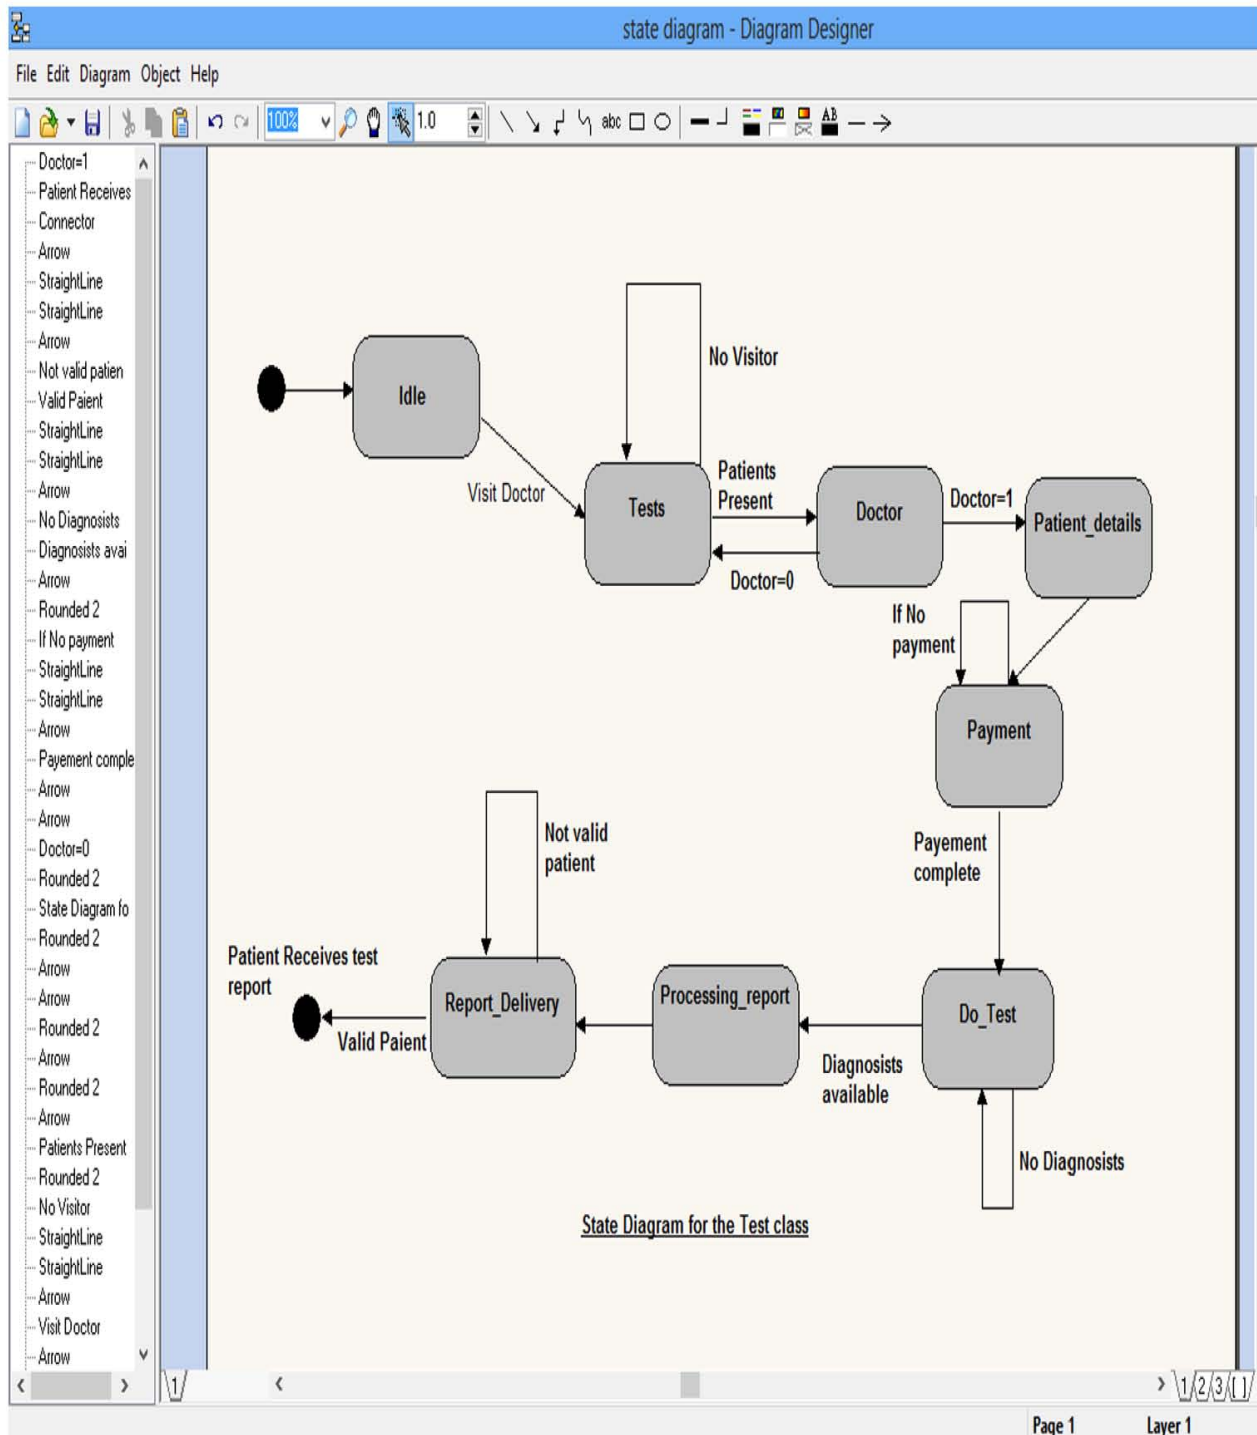 state diagram - Diagram Designer
File Edit Diagram Object Help
100%
1.0
abc
AB
Doctor=1
Patient Receives
Connector
Arrow
StraightLine
StraightLine
Arrow
Not valid patien
Valid Paient
StraightLine
StraightLine
Arrow
No Diagnosists
Diagnosists avai
Arrow
Rounded 2
If No payment
StraightLine
StraightLine
Arrow
Payement comple
Arrow
Arrow
Doctor=0
Rounded 2
State Diagram fo
Rounded 2
Arrow
Arrow
Rounded 2
Arrow
Rounded 2
Arrow
Patients Present
Rounded 2
No Visitor
StraightLine
StraightLine
Arrow
Visit Doctor
Arrow
No Visitor
Idle
Visit Doctor
Tests
Patients
Present
Doctor
Doctor=1
Patient_details
Doctor=0
If No
payment
Payment
Payement
complete
Not valid
patient
Patient Receives test
report
Report_Delivery
Valid Paient
Processing_report
Do_Test
Diagnosists
available
No Diagnosists
State Diagram for the Test class
1
1 2 3 [ ]
Page 1 Layer 1